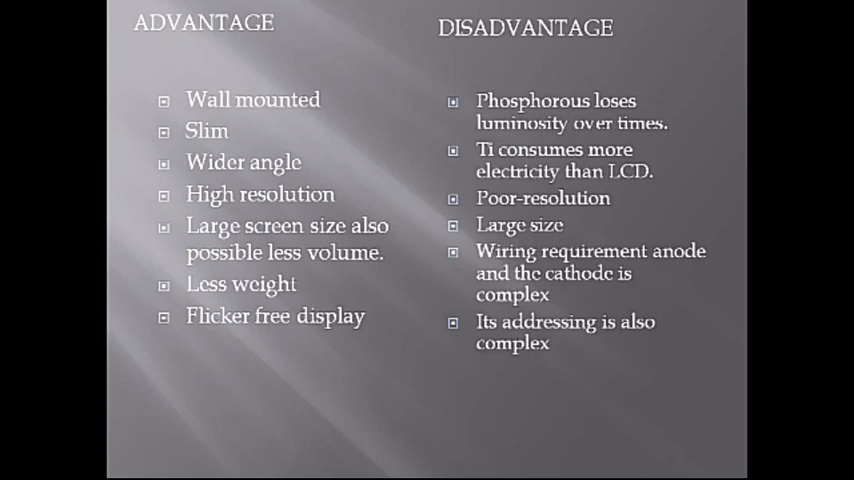 ADVANTAGE
Wall mounted
Slim
Wider angle
High resolution
Large screen size also
possible less volume.
Less weight
Flicker free display
DISADVANTAGE
Phosphorous loses
luminosity over times.
Ti consumes more
electricity than LCD.
Poor-resolution
Large size
Wiring requirement anode
and the cathode is
complex
Its addressing is also
complex